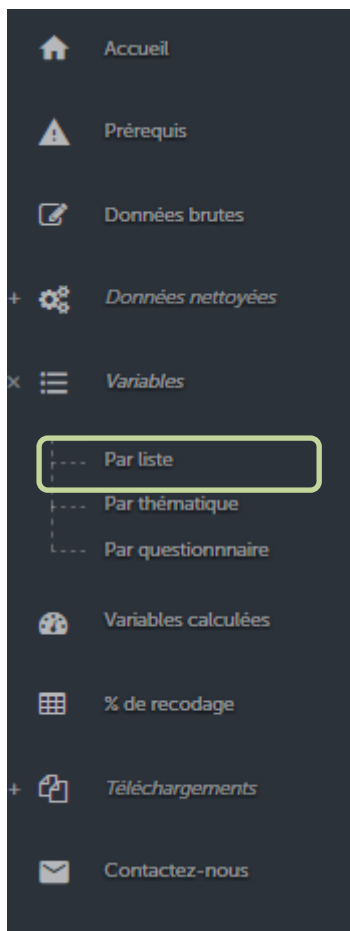 Accueil
Prérequis
Données brutes
+ Données nettoyées
× Variables
Par liste
Par thématique
Par questionnnaire
Variables calculées
% de recodage
+ Téléchargements
Contactez-nous